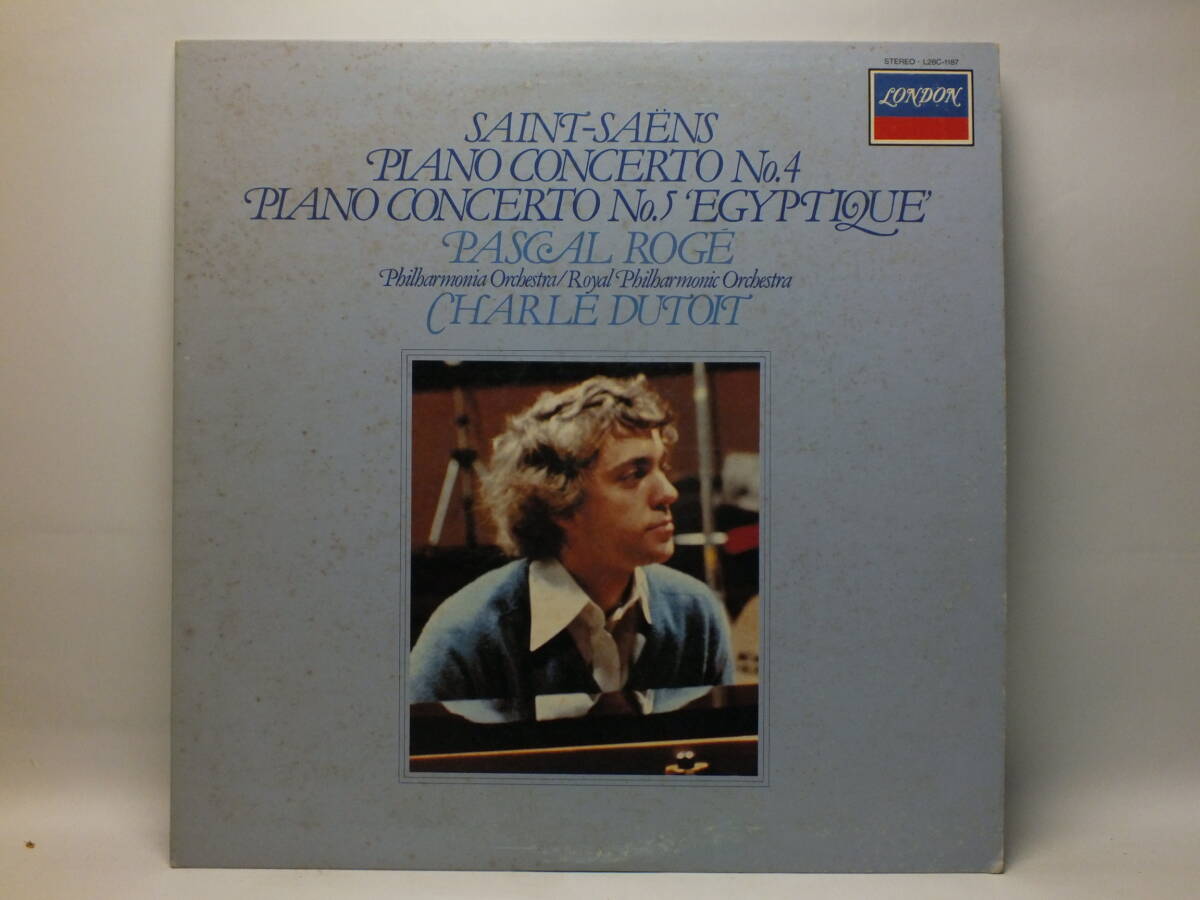 STEREO · L28C-1187
LONDON
SAINT-SAËNS
PIANO CONCERTO No.4
PIANO CONCERTO No.5 ‘EGYPTIQUE’
PASCAL ROGÉ
Philharmonia Orchestra/Royal Philharmonic Orchestra
CHARLÉ DUTOIT